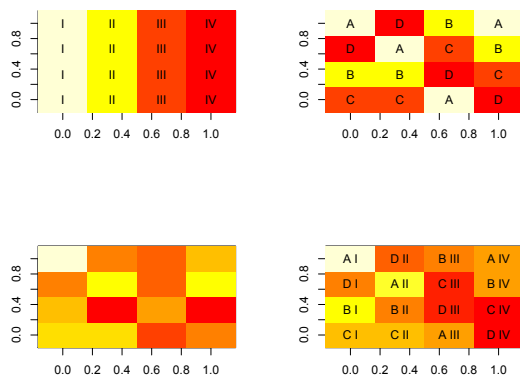 I II III IV
I II III IV
I II III IV
I II III IV
0.0 0.4 0.8
0.0 0.2 0.4 0.6 0.8 1.0
A D B A
D A C B
B B D C
C C A D
0.0 0.4 0.8
0.0 0.2 0.4 0.6 0.8 1.0
0.0 0.4 0.8
0.0 0.2 0.4 0.6 0.8 1.0
A I D II B III A IV
D I A II C III B IV
B I B II D III C IV
C I C II A III D IV
0.0 0.4 0.8
0.0 0.2 0.4 0.6 0.8 1.0